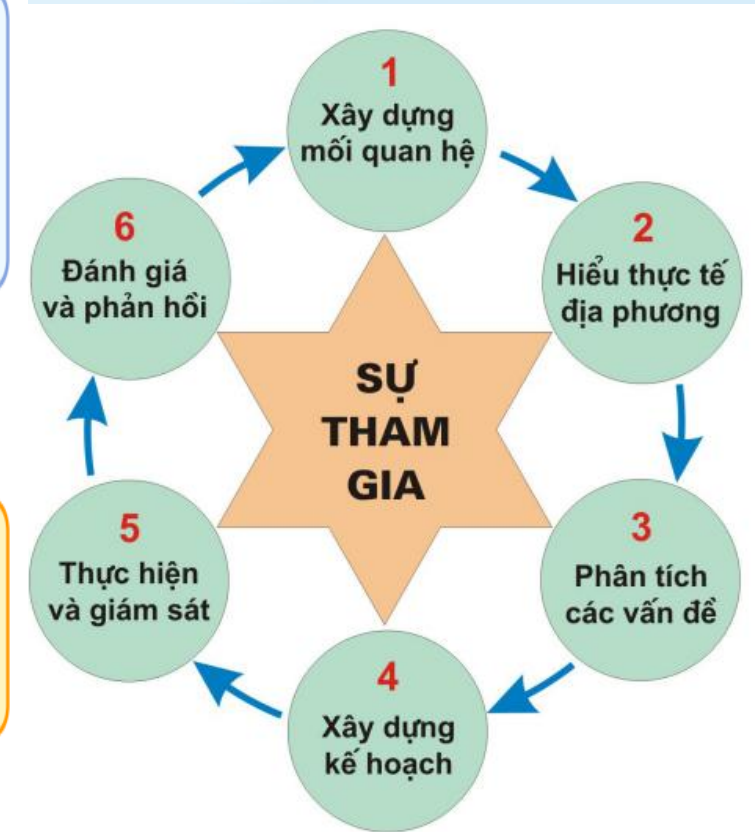 1
Xây dựng
mối quan hệ
2
Hiểu thực tế
địa phương
3
Phân tích
các vấn đề
4
Xây dựng
kế hoạch
5
Thực hiện
và giám sát
6
Đánh giá
và phản hồi
SỰ
THAM
GIA